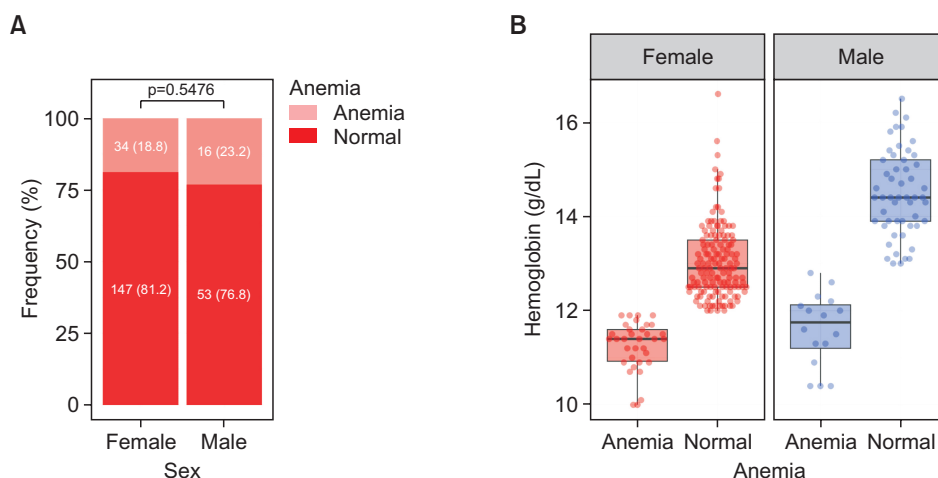 A
p=0.5476
Anemia
Anemia
Normal
Frequency (%)
100
75
50
25
0
34 (18.8)
16 (23.2)
147 (81.2)
53 (76.8)
Female
Male
Sex
B
Female
Male
Hemoglobin (g/dL)
16
14
12
10
Anemia
Normal
Anemia
Normal
Anemia